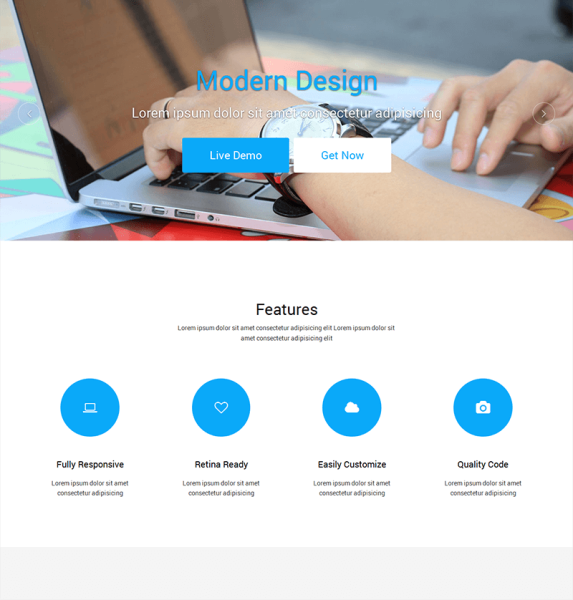 Modern Design
Lorem ipsum dolor sit amet consectetur adipisicing
Live Demo
Get Now
Features
Lorem ipsum dolor sit amet consectetur adipisicing elit Lorem ipsum dolor sit
amet consectetur adipisicing elit
Fully Responsive
Lorem ipsum dolor sit amet
consectetur adipisicing
Retina Ready
Lorem ipsum dolor sit amet
consectetur adipisicing
Easily Customize
Lorem ipsum dolor sit amet
consectetur adipisicing
Quality Code
Lorem ipsum dolor sit amet
consectetur adipisicing